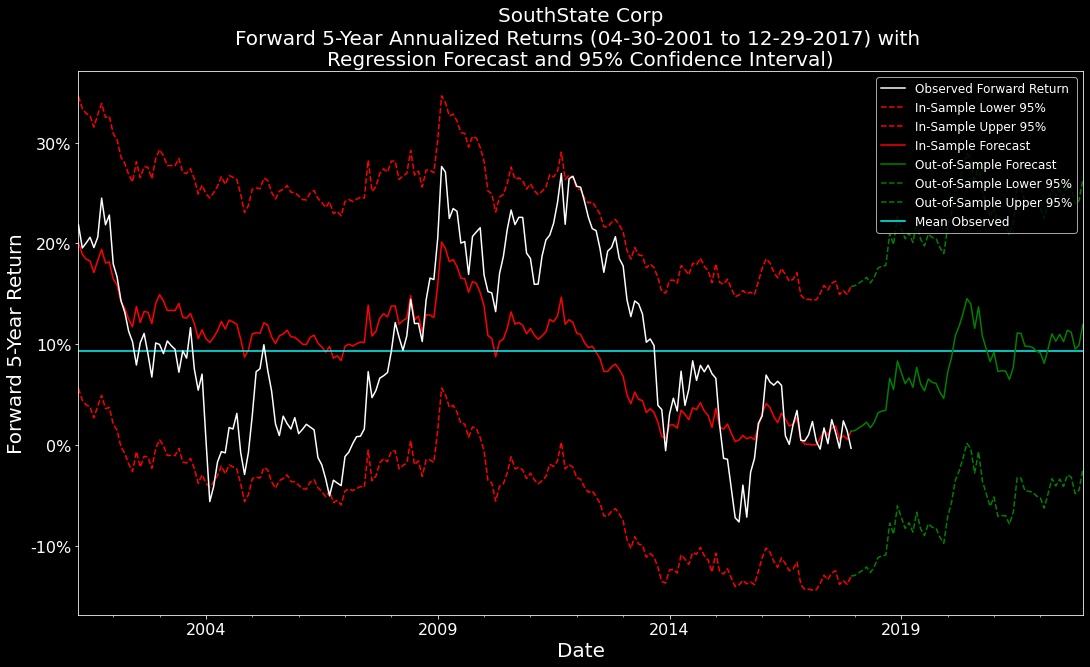 SouthState Corp
Forward 5-Year Annualized Returns (04-30-2001 to 12-29-2017) with
Regression Forecast and 95% Confidence Interval)
Observed Forward Return
In-Sample Lower 95%
In-Sample Upper 95%
In-Sample Forecast
Out-of-Sample Forecast
Out-of-Sample Lower 95%
Out-of-Sample Upper 95%
Mean Observed
Forward 5-Year Return
30%
20%
10%
0%
-10%
2004
2009
2014
2019
Date